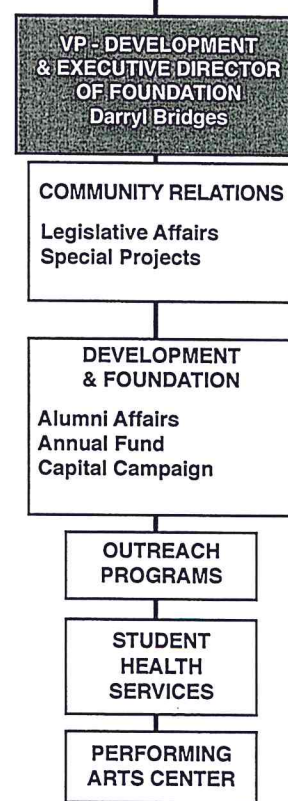 VP - DEVELOPMENT
& EXECUTIVE DIRECTOR
OF FOUNDATION
Darryl Bridges
COMMUNITY RELATIONS
Legislative Affairs
Special Projects
DEVELOPMENT
& FOUNDATION
Alumni Affairs
Annual Fund
Capital Campaign
OUTREACH
PROGRAMS
STUDENT
HEALTH
SERVICES
PERFORMING
ARTS CENTER